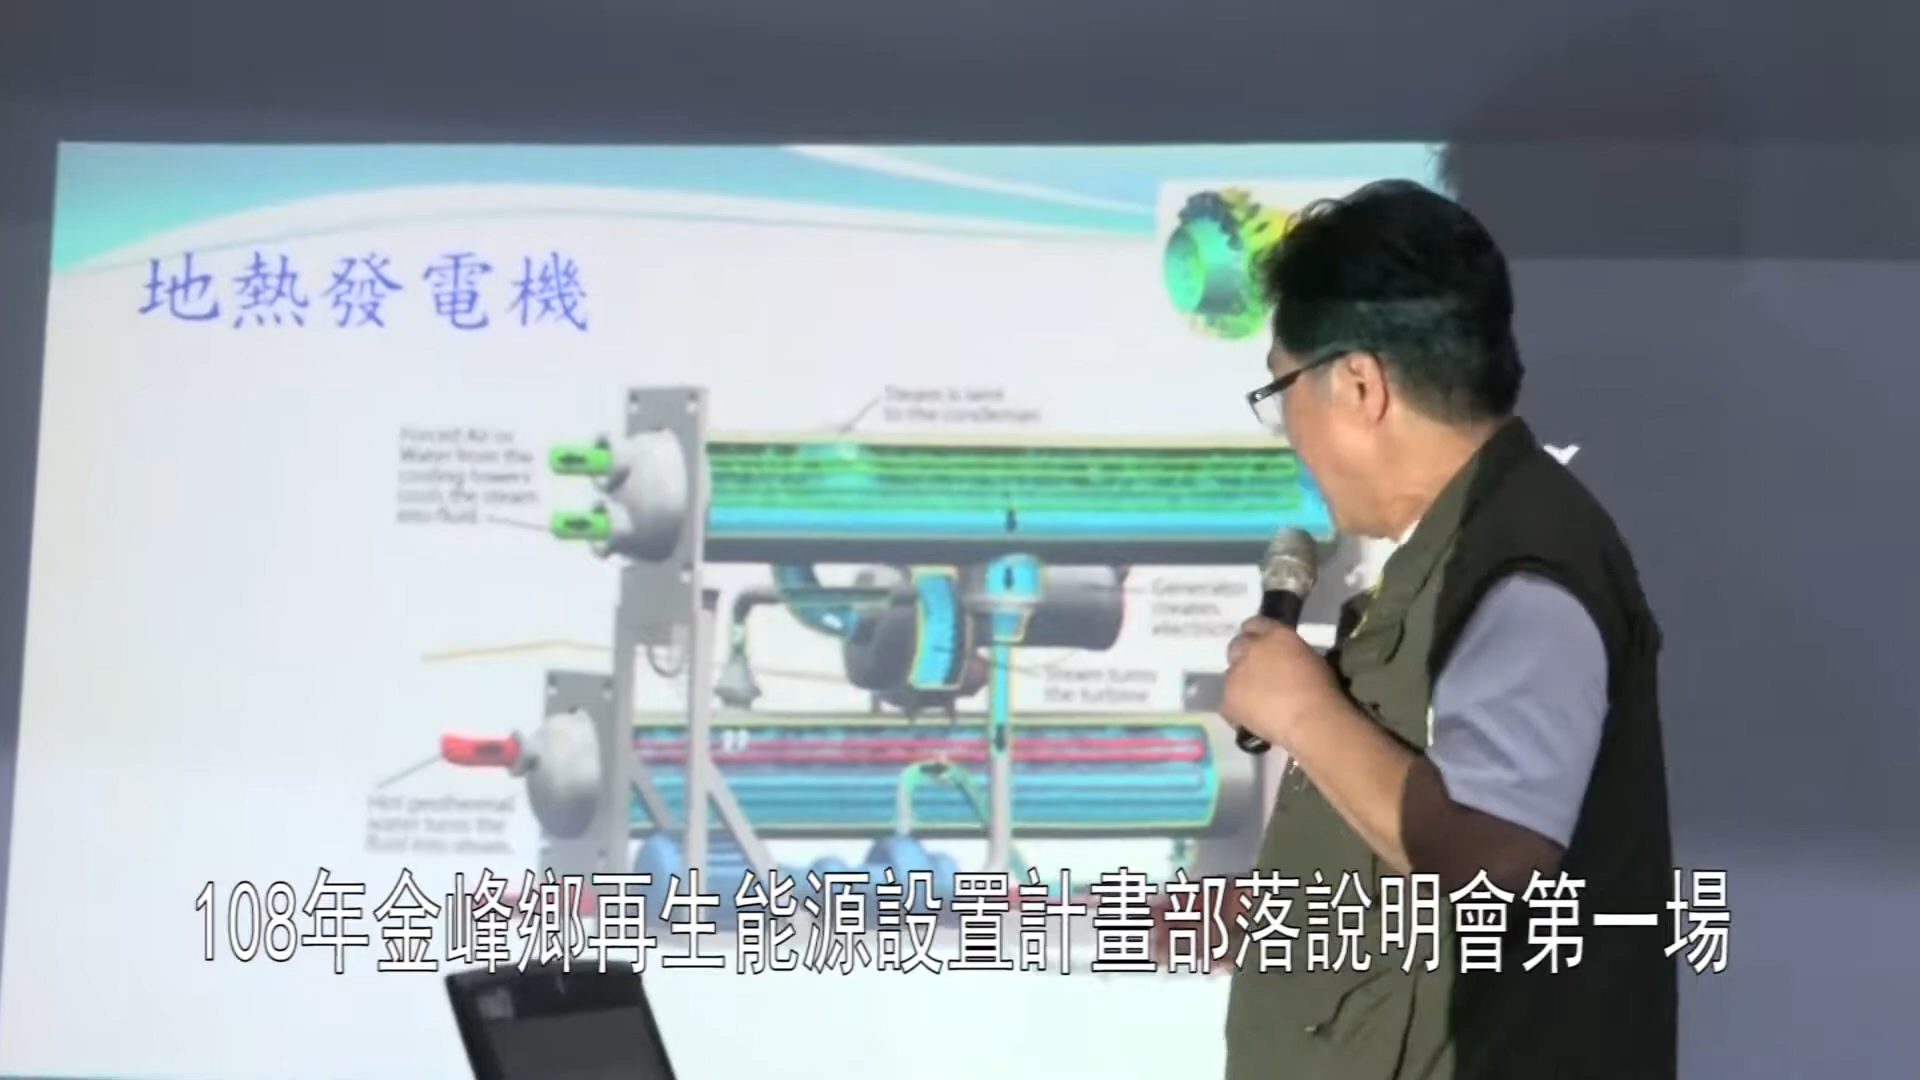 地熱發電機
Steam is sent
to the condenser
Forced Air or
Water from the
cooling towers
cools the steam
into fluid.
Generator
creates
Steam turns
the turbine
Hot geothermal
water turns the
fluid into steam.
108年金峰鄉再生能源設置計畫部落說明會第一場